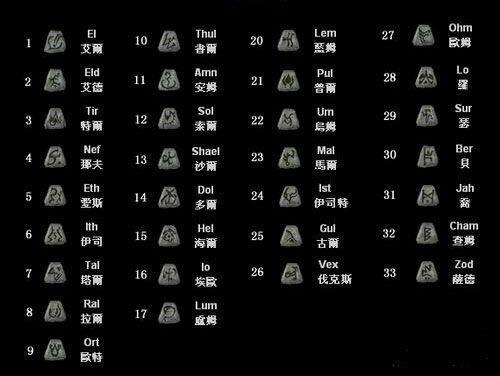 1
El
艾爾
2
Eld
艾德
3
Tir
特爾
4
Nef
那夫
5
Eth
愛斯
6
Ith
伊司
7
Tal
塔爾
8
Ral
拉爾
9
Ort
歐特
10
Thul
書爾
11
Amn
安姆
12
Sol
索爾
13
Shael
沙爾
14
Dol
多爾
15
Hel
海爾
16
Io
埃歐
17
Lum
盧姆
20
Lem
藍姆
21
Pul
普爾
22
Um
烏姆
23
Mal
馬爾
24
Ist
伊司特
25
Gul
古爾
26
Vex
伐克斯
27
Ohm
歐姆
28
Lo
羅
29
Sur
瑟
30
Ber
貝
31
Jah
喬
32
Cham
查姆
33
Zod
薩德